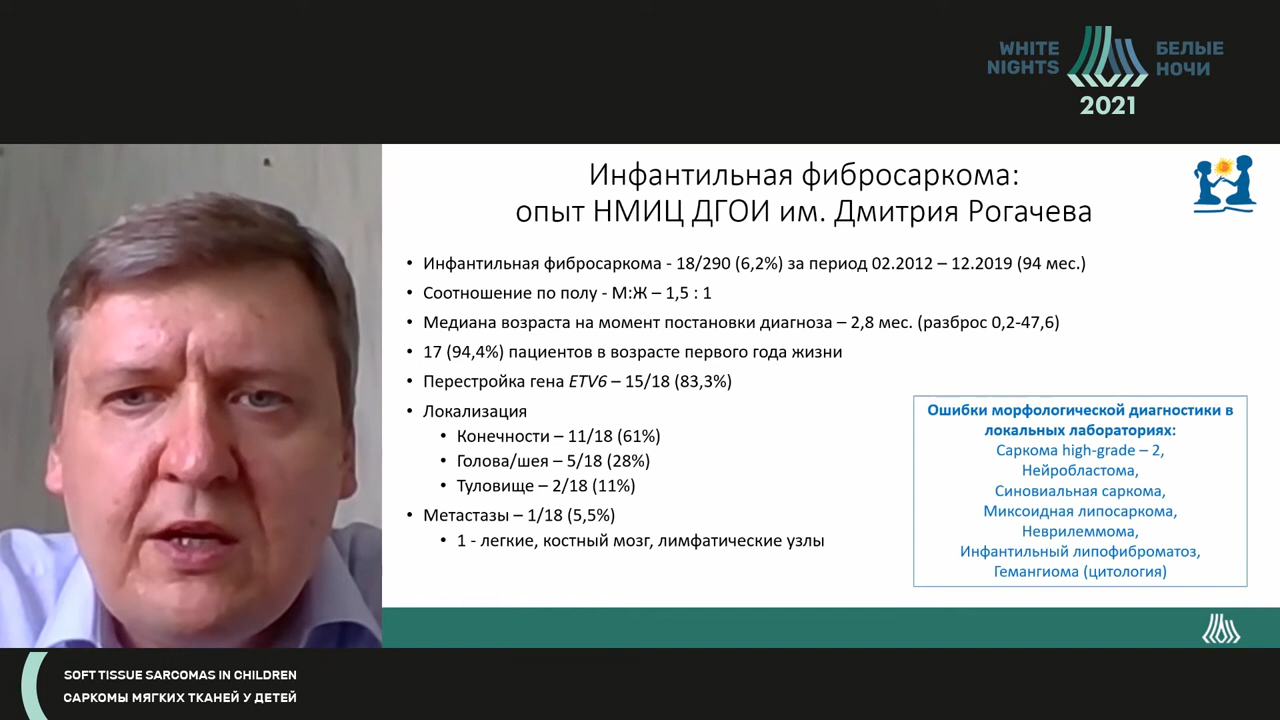 WHITE NIGHTS
БЕЛЫЕ НОЧИ
2021
Инфантильная фибросаркома:
опыт НМИЦ ДГОИ им. Дмитрия Рогачева
• Инфантильная фибросаркома - 18/290 (6,2%) за период 02.2012 – 12.2019 (94 мес.)
• Соотношение по полу - М:Ж – 1,5 : 1
• Медиана возраста на момент постановки диагноза – 2,8 мес. (разброс 0,2-47,6)
• 17 (94,4%) пациентов в возрасте первого года жизни
• Перестройка гена ETV6 – 15/18 (83,3%)
• Локализация
• Конечности – 11/18 (61%)
• Голова/шея – 5/18 (28%)
• Туловище – 2/18 (11%)
• Метастазы – 1/18 (5,5%)
• 1 - легкие, костный мозг, лимфатические узлы
Ошибки морфологической диагностики в
локальных лабораториях:
Саркома high-grade – 2,
Нейробластома,
Синовиальная саркома,
Миксоидная липосаркома,
Неврилеммома,
Инфантильный липофиброматоз,
Гемангиома (цитология)
SOFT TISSUE SARCOMAS IN CHILDREN
САРКОМЫ МЯГКИХ ТКАНЕЙ У ДЕТЕЙ